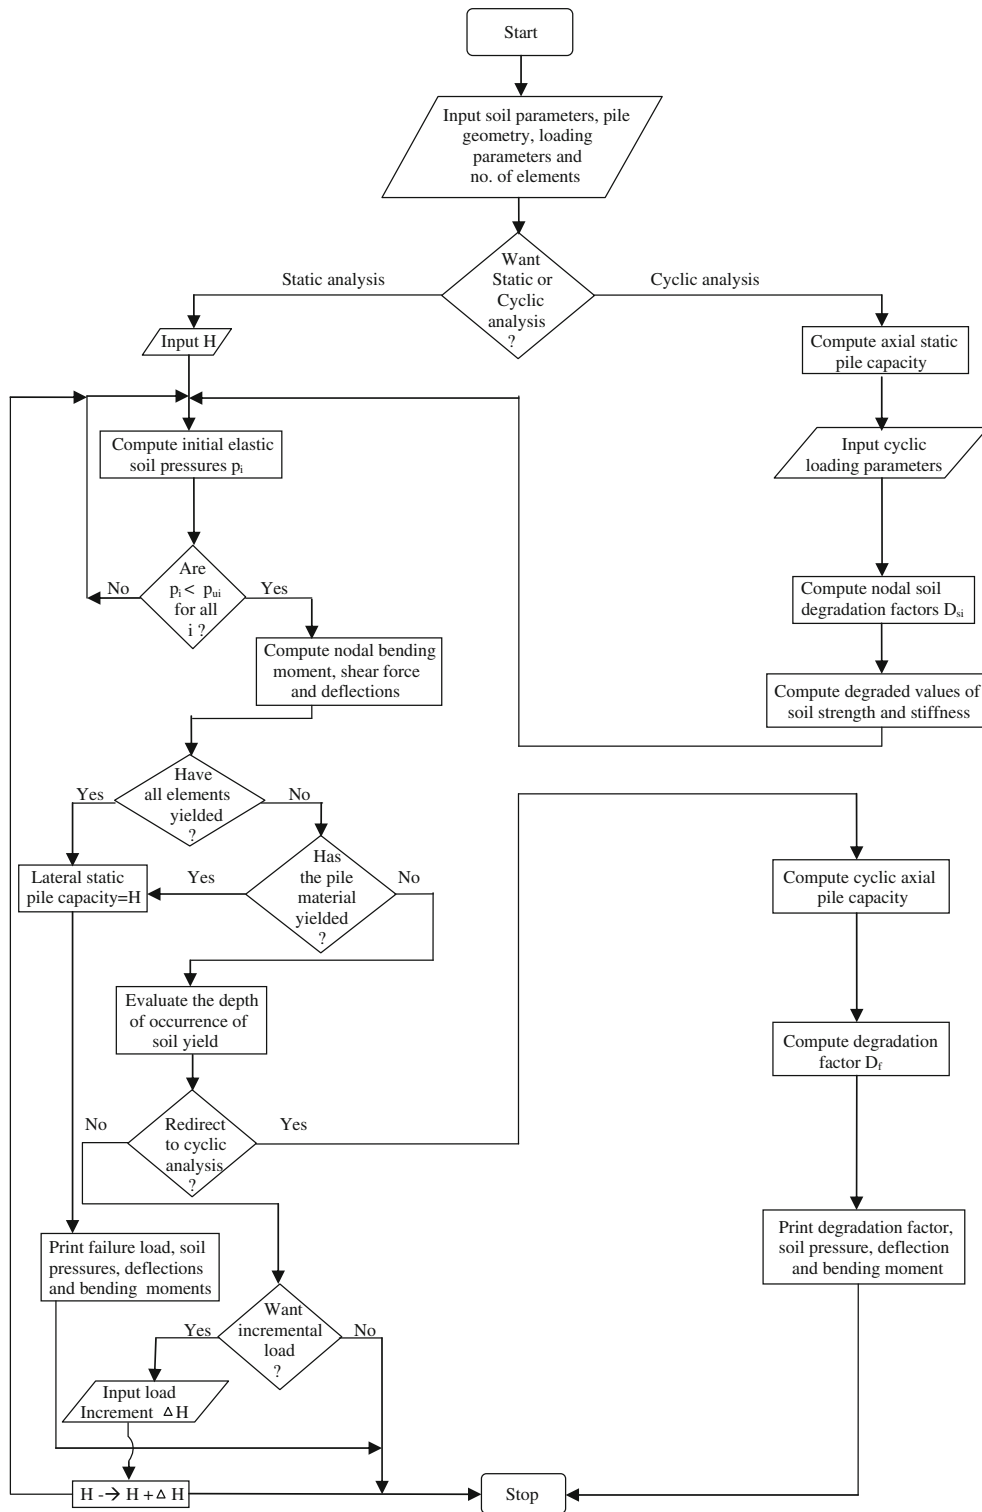 Start
Input soil parameters, pile
geometry, loading
parameters and
no. of elements
Want
Static or
Cyclic
analysis
?
Static analysis
Cyclic analysis
Input H
Compute axial static
pile capacity
Compute initial elastic
soil pressures pi
Input cyclic
loading parameters
Are
pi < pui
for all
i ?
No
Yes
Compute nodal soil
degradation factors Dsi
Compute nodal bending
moment, shear force
and deflections
Compute degraded values of
soil strength and stiffness
Have
all elements
yielded
?
Yes
No
Lateral static
pile capacity=H
Has
the pile
material
yielded
?
Yes
No
Compute cyclic axial
pile capacity
Evaluate the depth
of occurrence of
soil yield
Compute degradation
factor Df
Redirect
to cyclic
analysis
?
No
Yes
Print failure load, soil
pressures, deflections
and bending moments
Print degradation factor,
soil pressure, deflection
and bending moment
Want
incremental
load
?
Yes
No
Input load
Increment △H
H -→ H +△ H
Stop